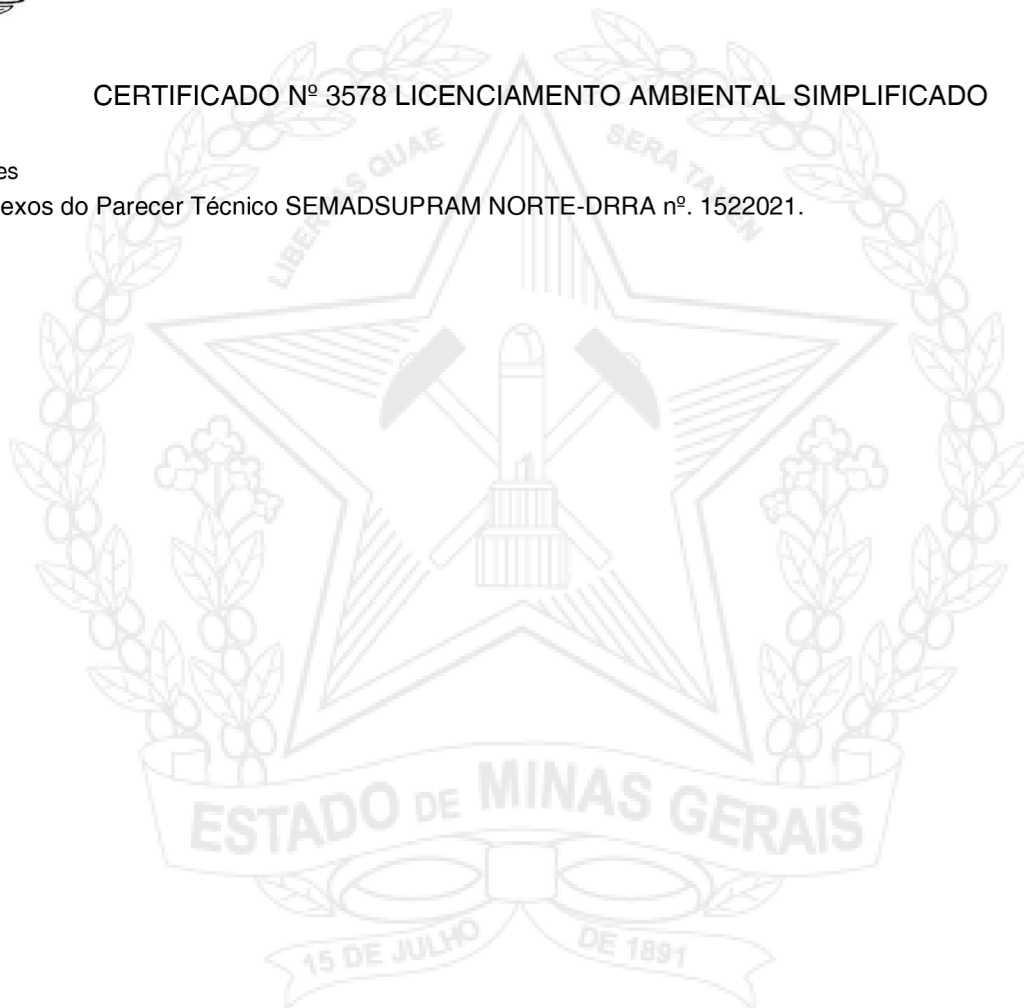 CERTIFICADO Nº 3578 LICENCIAMENTO AMBIENTAL SIMPLIFICADO
es
exos do Parecer Técnico SEMADSUPRAM NORTE-DRRA nº. 1522021.
LIBERTAS QUAE SERA TAMEN
ESTADO DE MINAS GERAIS
15 DE JULHO DE 1891